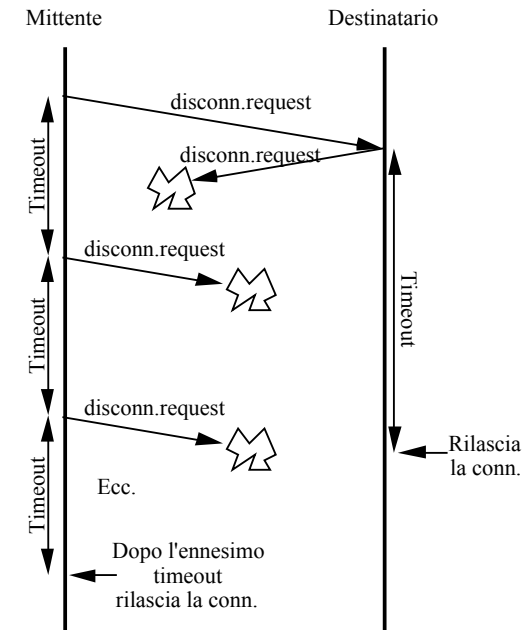 Mittente
Destinatario
disconn.request
disconn.request
Timeout
disconn.request
Timeout
Timeout
disconn.request
Rilascia
la conn.
Timeout
Ecc.
Dopo l'ennesimo
timeout
rilascia la conn.